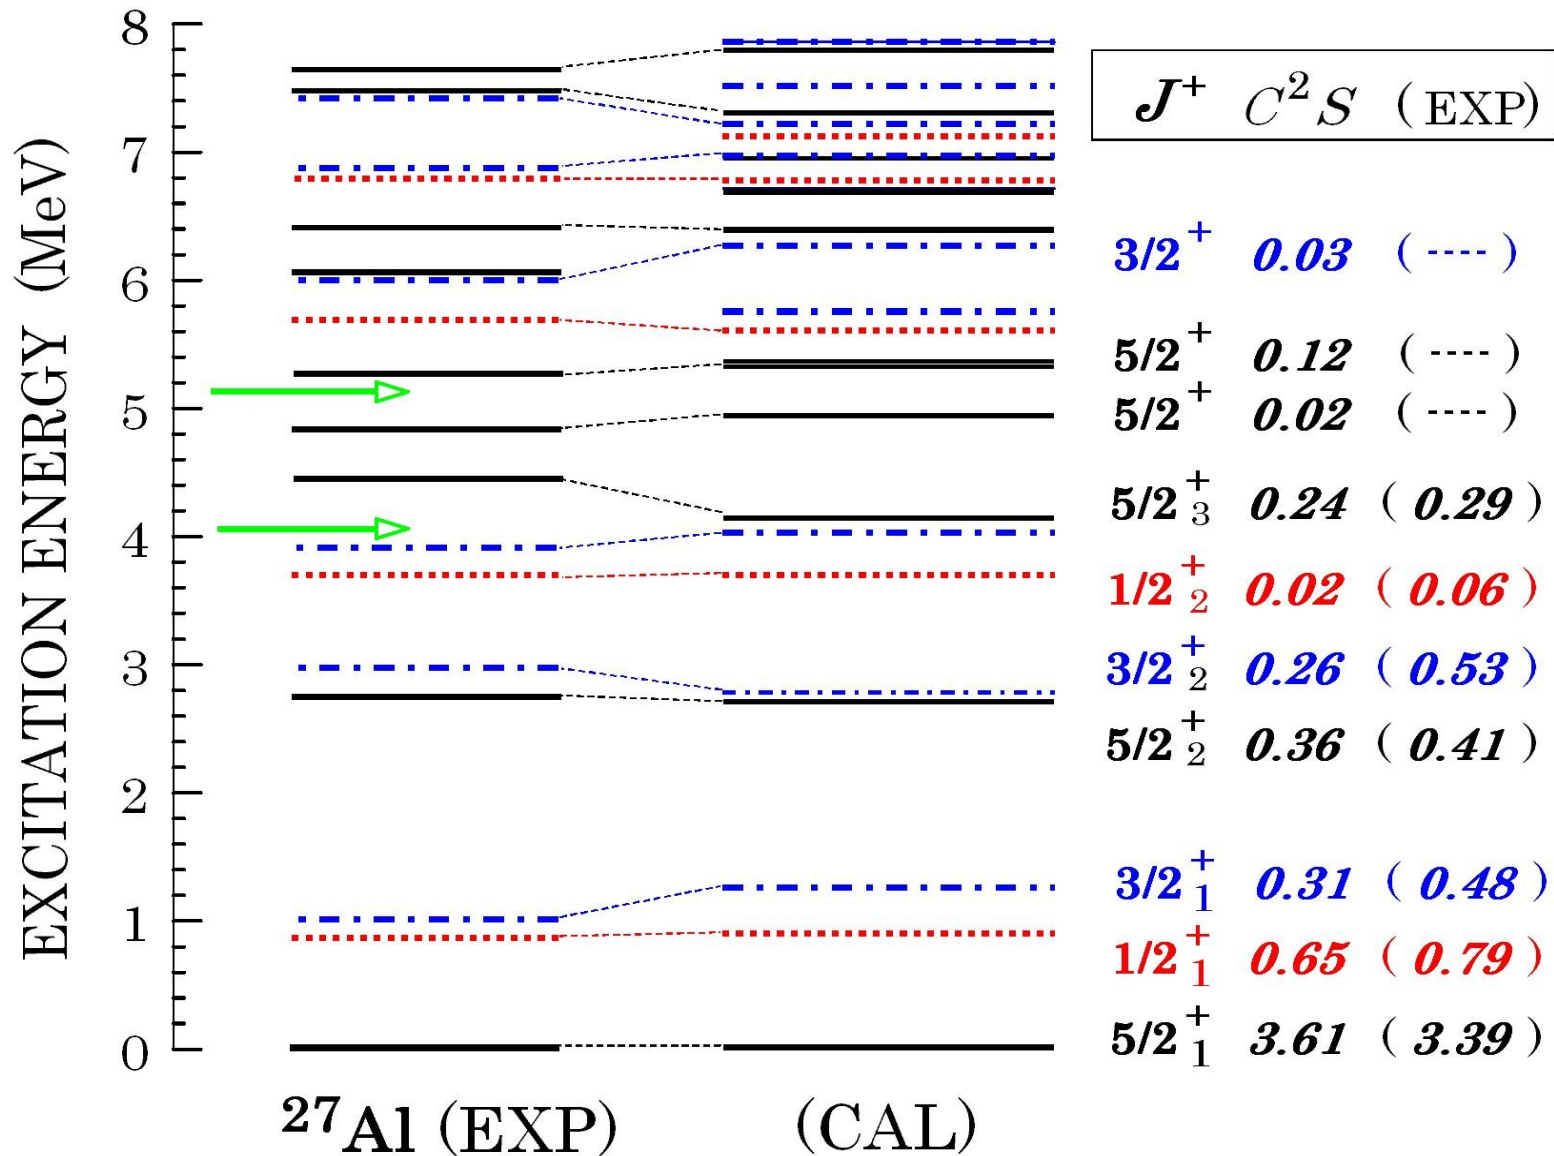 EXCITATION ENERGY (MeV)
8
7
6
5
4
3
2
1
0
J⁺ C²S (EXP)
3/2⁺ 0.03 (----)
5/2⁺ 0.12 (----)
5/2⁺ 0.02 (----)
5/2⁺₃ 0.24 (0.29)
1/2⁺₂ 0.02 (0.06)
3/2⁺₂ 0.26 (0.53)
5/2⁺₂ 0.36 (0.41)
3/2⁺₁ 0.31 (0.48)
1/2⁺₁ 0.65 (0.79)
5/2⁺₁ 3.61 (3.39)
²⁷Al (EXP) (CAL)